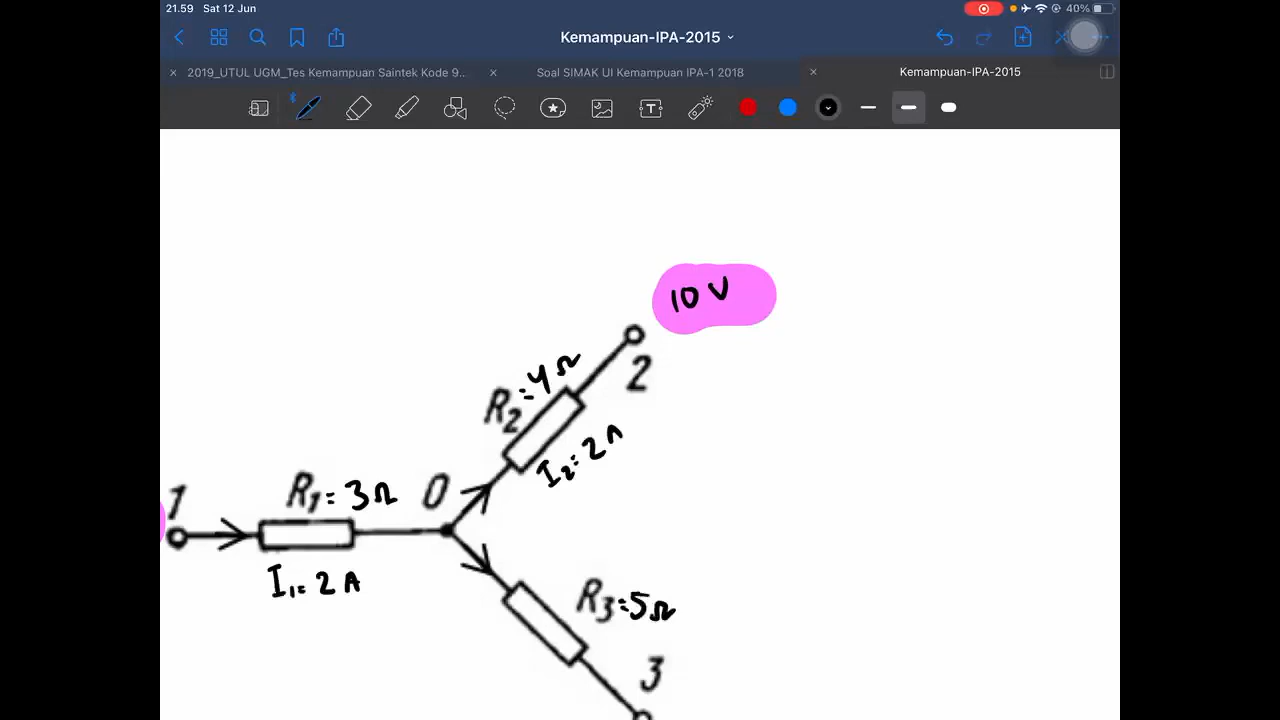 21.59 Sat 12 Jun
40%
Kemampuan-IPA-2015
2019_UTUL UGM_Tes Kemampuan Saintek Kode 9...
Soal SIMAK UI Kemampuan IPA-1 2018
Kemampuan-IPA-2015
T
10 V
2
R2 = 4 Ω
I2 = 2 A
1
R1 = 3 Ω
0
I1 = 2 A
R3 = 5 Ω
3